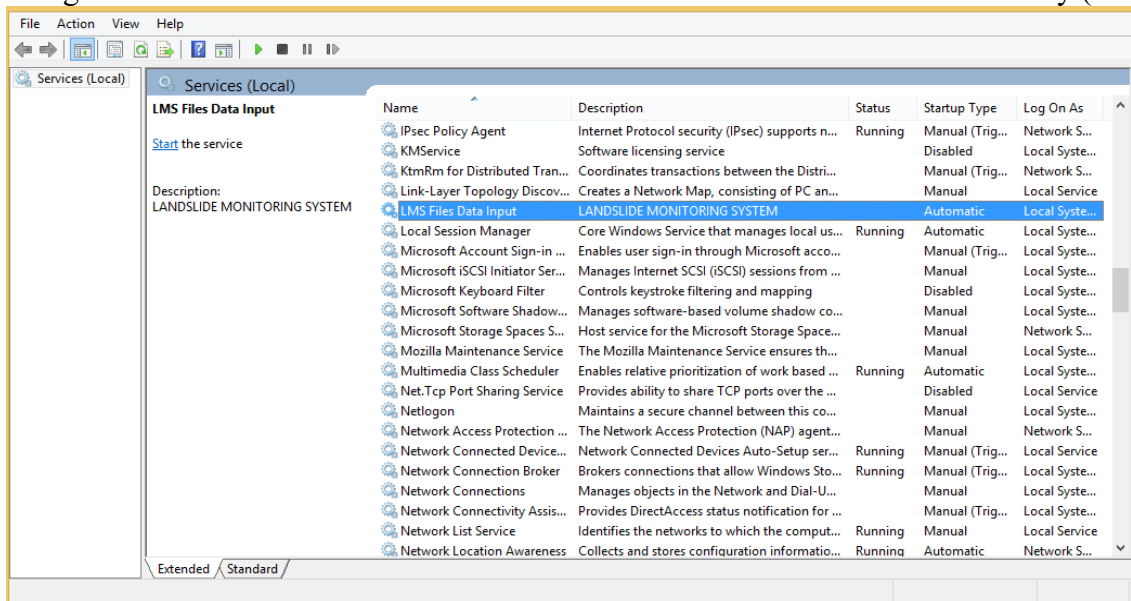 File Action View Help
Services (Local)
Services (Local)
LMS Files Data Input
Start the service
Description:
LANDSLIDE MONITORING SYSTEM
Name Description Status Startup Type Log On As
IPsec Policy Agent Internet Protocol security (IPsec) supports n... Running Manual (Trig... Network S...
KMService Software licensing service Disabled Local Syste...
KtmRm for Distributed Tran... Coordinates transactions between the Distri... Manual (Trig... Network S...
Link-Layer Topology Discov... Creates a Network Map, consisting of PC an... Manual Local Service
LMS Files Data Input LANDSLIDE MONITORING SYSTEM Automatic Local Syste...
Local Session Manager Core Windows Service that manages local us... Running Automatic Local Syste...
Microsoft Account Sign-in ... Enables user sign-in through Microsoft acco... Manual (Trig... Local Syste...
Microsoft iSCSI Initiator Ser... Manages Internet SCSI (iSCSI) sessions from ... Manual Local Syste...
Microsoft Keyboard Filter Controls keystroke filtering and mapping Disabled Local Syste...
Microsoft Software Shadow... Manages software-based volume shadow co... Manual Local Syste...
Microsoft Storage Spaces S... Host service for the Microsoft Storage Space... Manual Network S...
Mozilla Maintenance Service The Mozilla Maintenance Service ensures th... Manual Local Syste...
Multimedia Class Scheduler Enables relative prioritization of work based ... Running Automatic Local Syste...
Net.Tcp Port Sharing Service Provides ability to share TCP ports over the ... Disabled Local Service
Netlogon Maintains a secure channel between this co... Manual Local Syste...
Network Access Protection ... The Network Access Protection (NAP) agent... Manual Network S...
Network Connected Device... Network Connected Devices Auto-Setup ser... Running Manual (Trig... Local Service
Network Connection Broker Brokers connections that allow Windows Sto... Running Manual (Trig... Local Syste...
Network Connections Manages objects in the Network and Dial-U... Manual Local Syste...
Network Connectivity Assis... Provides DirectAccess status notification for ... Manual (Trig... Local Syste...
Network List Service Identifies the networks to which the comput... Running Manual Local Service
Network Location Awareness Collects and stores configuration informatio... Running Automatic Network S...
Extended Standard